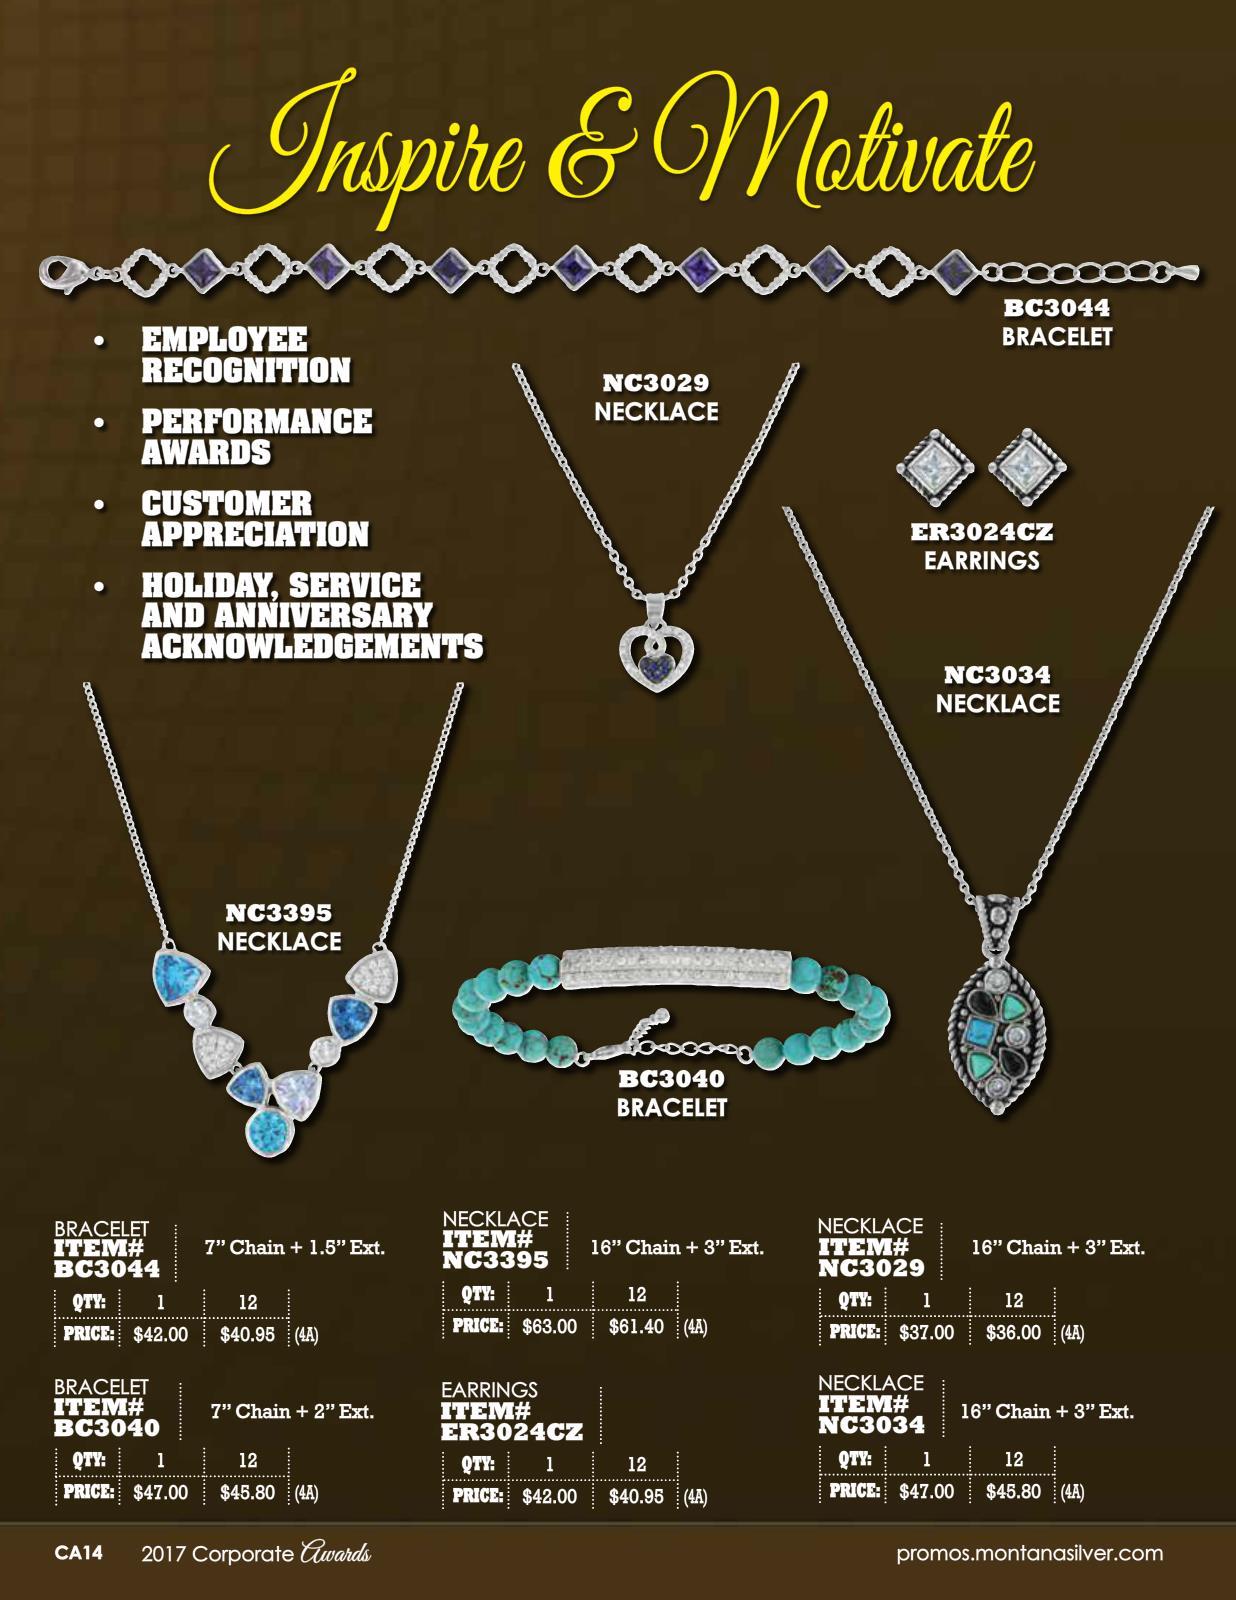 Inspire & Motivate
BC3044
BRACELET
• EMPLOYEE
RECOGNITION
• PERFORMANCE
AWARDS
• CUSTOMER
APPRECIATION
• HOLIDAY, SERVICE
AND ANNIVERSARY
ACKNOWLEDGEMENTS
NC3029
NECKLACE
ER3024CZ
EARRINGS
NC3034
NECKLACE
NC3395
NECKLACE
BC3040
BRACELET
BRACELET
ITEM#
BC3044
7” Chain + 1.5” Ext.
QTY: 1 12
PRICE: $42.00 $40.95 (4A)
NECKLACE
ITEM#
NC3395
16” Chain + 3” Ext.
QTY: 1 12
PRICE: $63.00 $61.40 (4A)
NECKLACE
ITEM#
NC3029
16” Chain + 3” Ext.
QTY: 1 12
PRICE: $37.00 $36.00 (4A)
BRACELET
ITEM#
BC3040
7” Chain + 2” Ext.
QTY: 1 12
PRICE: $47.00 $45.80 (4A)
EARRINGS
ITEM#
ER3024CZ
QTY: 1 12
PRICE: $42.00 $40.95 (4A)
NECKLACE
ITEM#
NC3034
16” Chain + 3” Ext.
QTY: 1 12
PRICE: $47.00 $45.80 (4A)
CA14 2017 Corporate Awards
promos.montanasilver.com